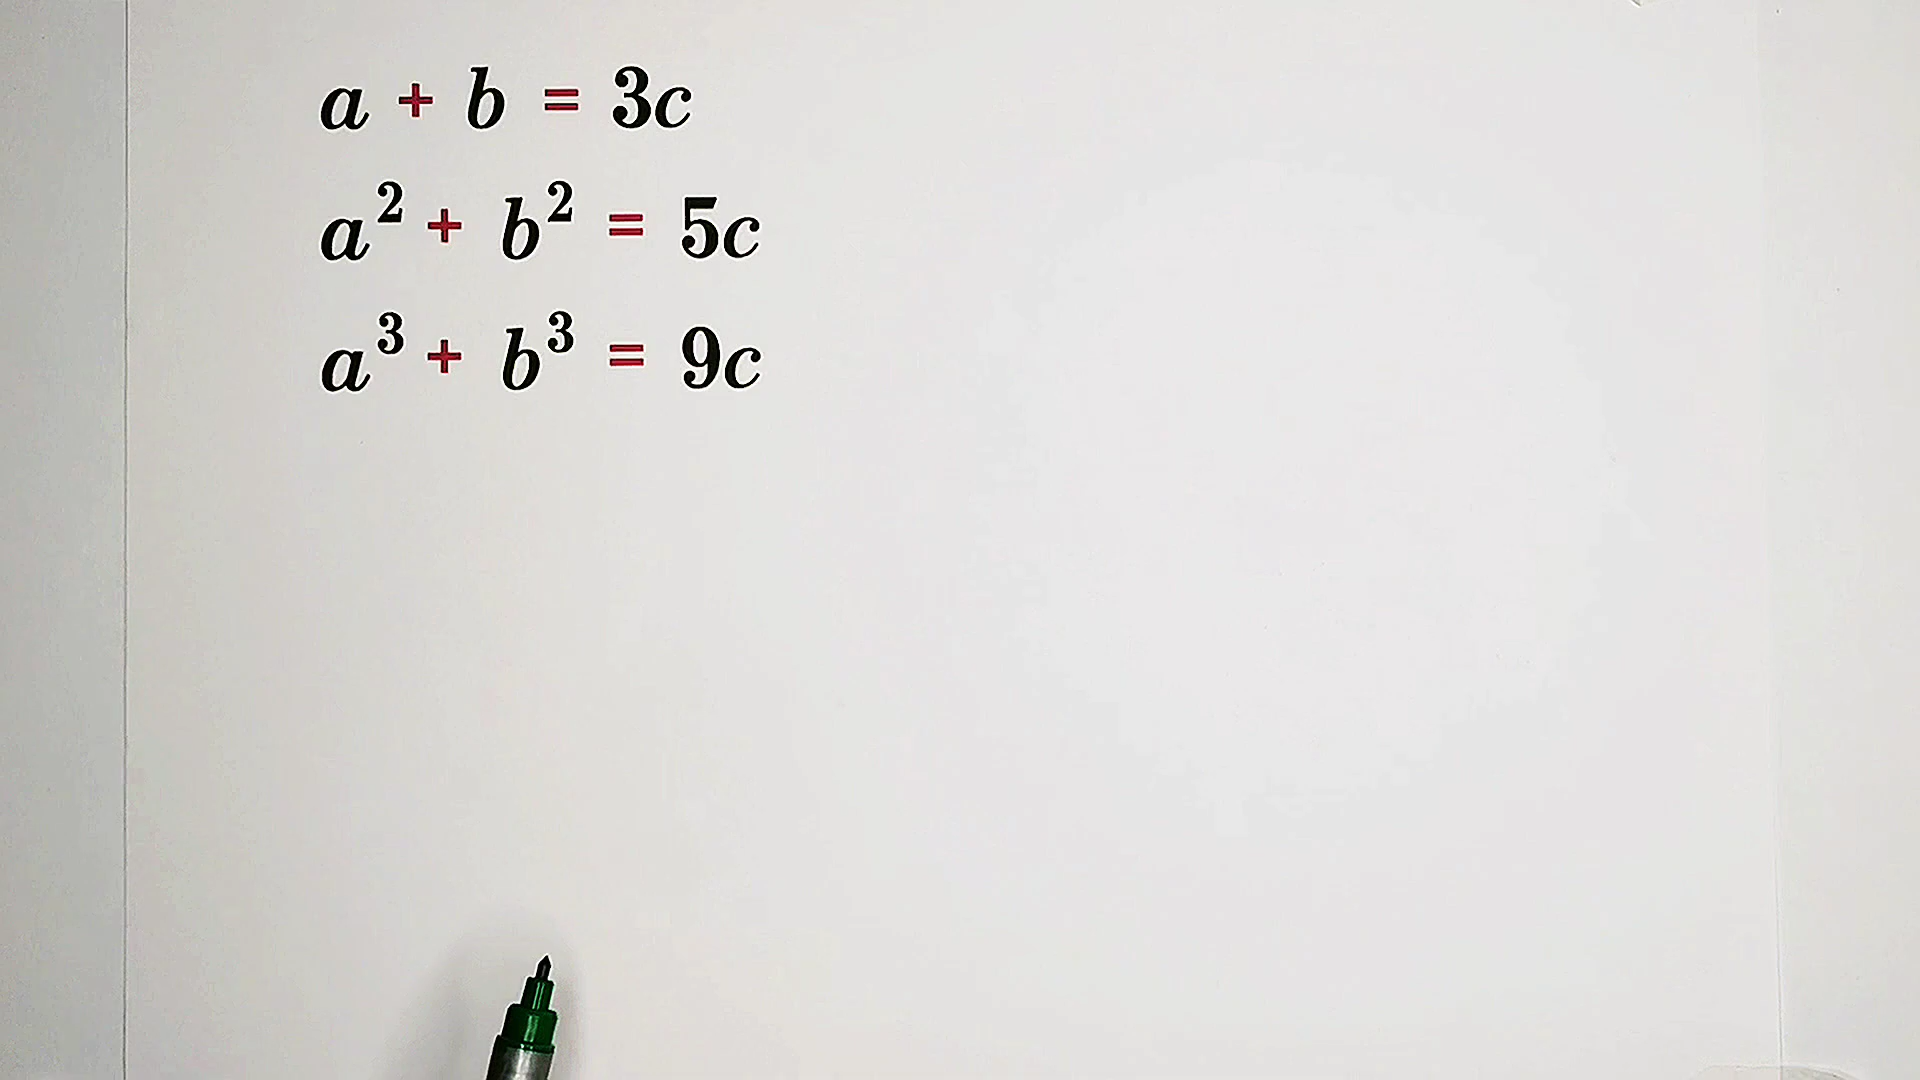 a + b = 3c
a² + b² = 5c
a³ + b³ = 9c